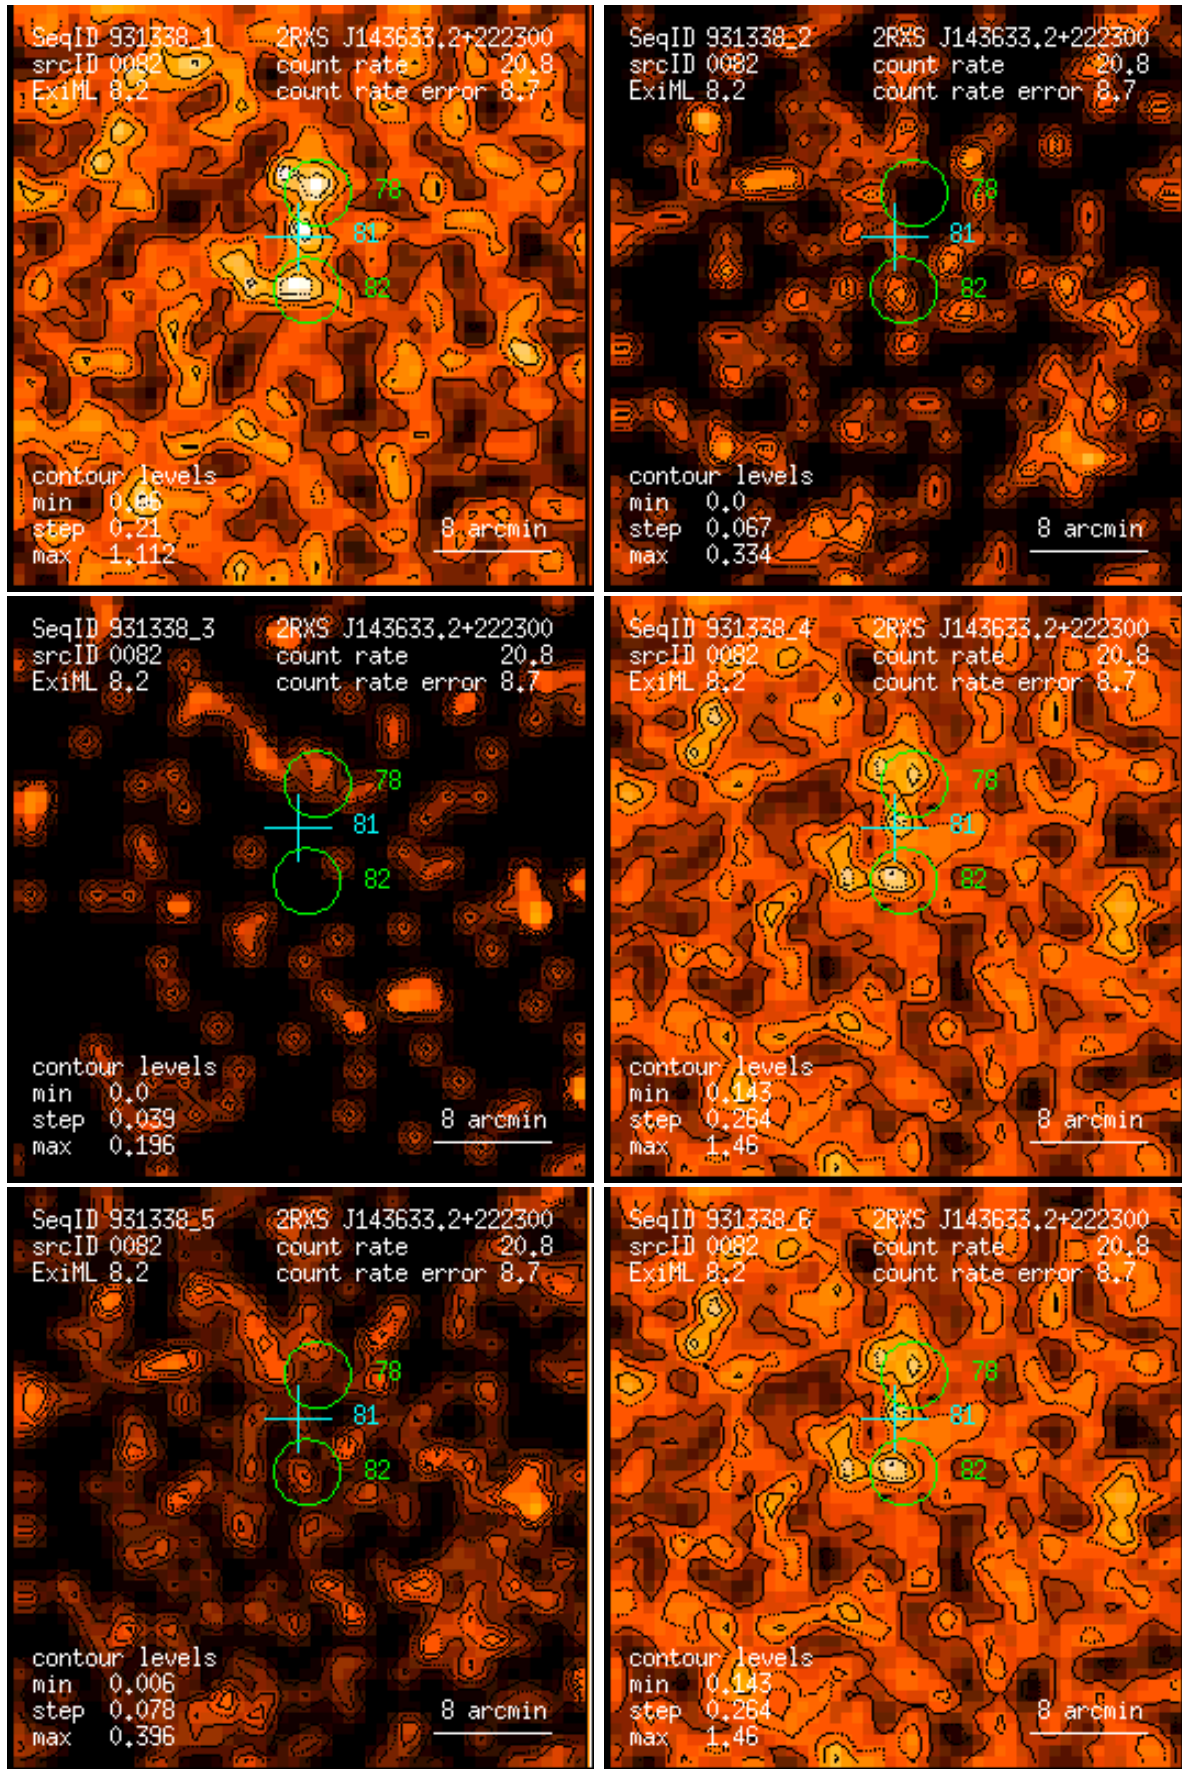 SeqID 931338_1 2RXS J143633.2+222300
srcID 0082 count rate 20.8
ExiML 8.2 count rate error 8.7
78
81
82
contour levels
min 0.06
step 0.21
max 1.112
8 arcmin
SeqID 931338_2 2RXS J143633.2+222300
srcID 0082 count rate 20.8
ExiML 8.2 count rate error 8.7
78
81
82
contour levels
min 0.0
step 0.067
max 0.334
8 arcmin
SeqID 931338_3 2RXS J143633.2+222300
srcID 0082 count rate 20.8
ExiML 8.2 count rate error 8.7
78
81
82
contour levels
min 0.0
step 0.039
max 0.196
8 arcmin
SeqID 931338_4 2RXS J143633.2+222300
srcID 0082 count rate 20.8
ExiML 8.2 count rate error 8.7
78
81
82
contour levels
min 0.143
step 0.264
max 1.46
8 arcmin
SeqID 931338_5 2RXS J143633.2+222300
srcID 0082 count rate 20.8
ExiML 8.2 count rate error 8.7
78
81
82
contour levels
min 0.006
step 0.078
max 0.396
8 arcmin
SeqID 931338_6 2RXS J143633.2+222300
srcID 0082 count rate 20.8
ExiML 8.2 count rate error 8.7
78
81
82
contour levels
min 0.143
step 0.264
max 1.46
8 arcmin